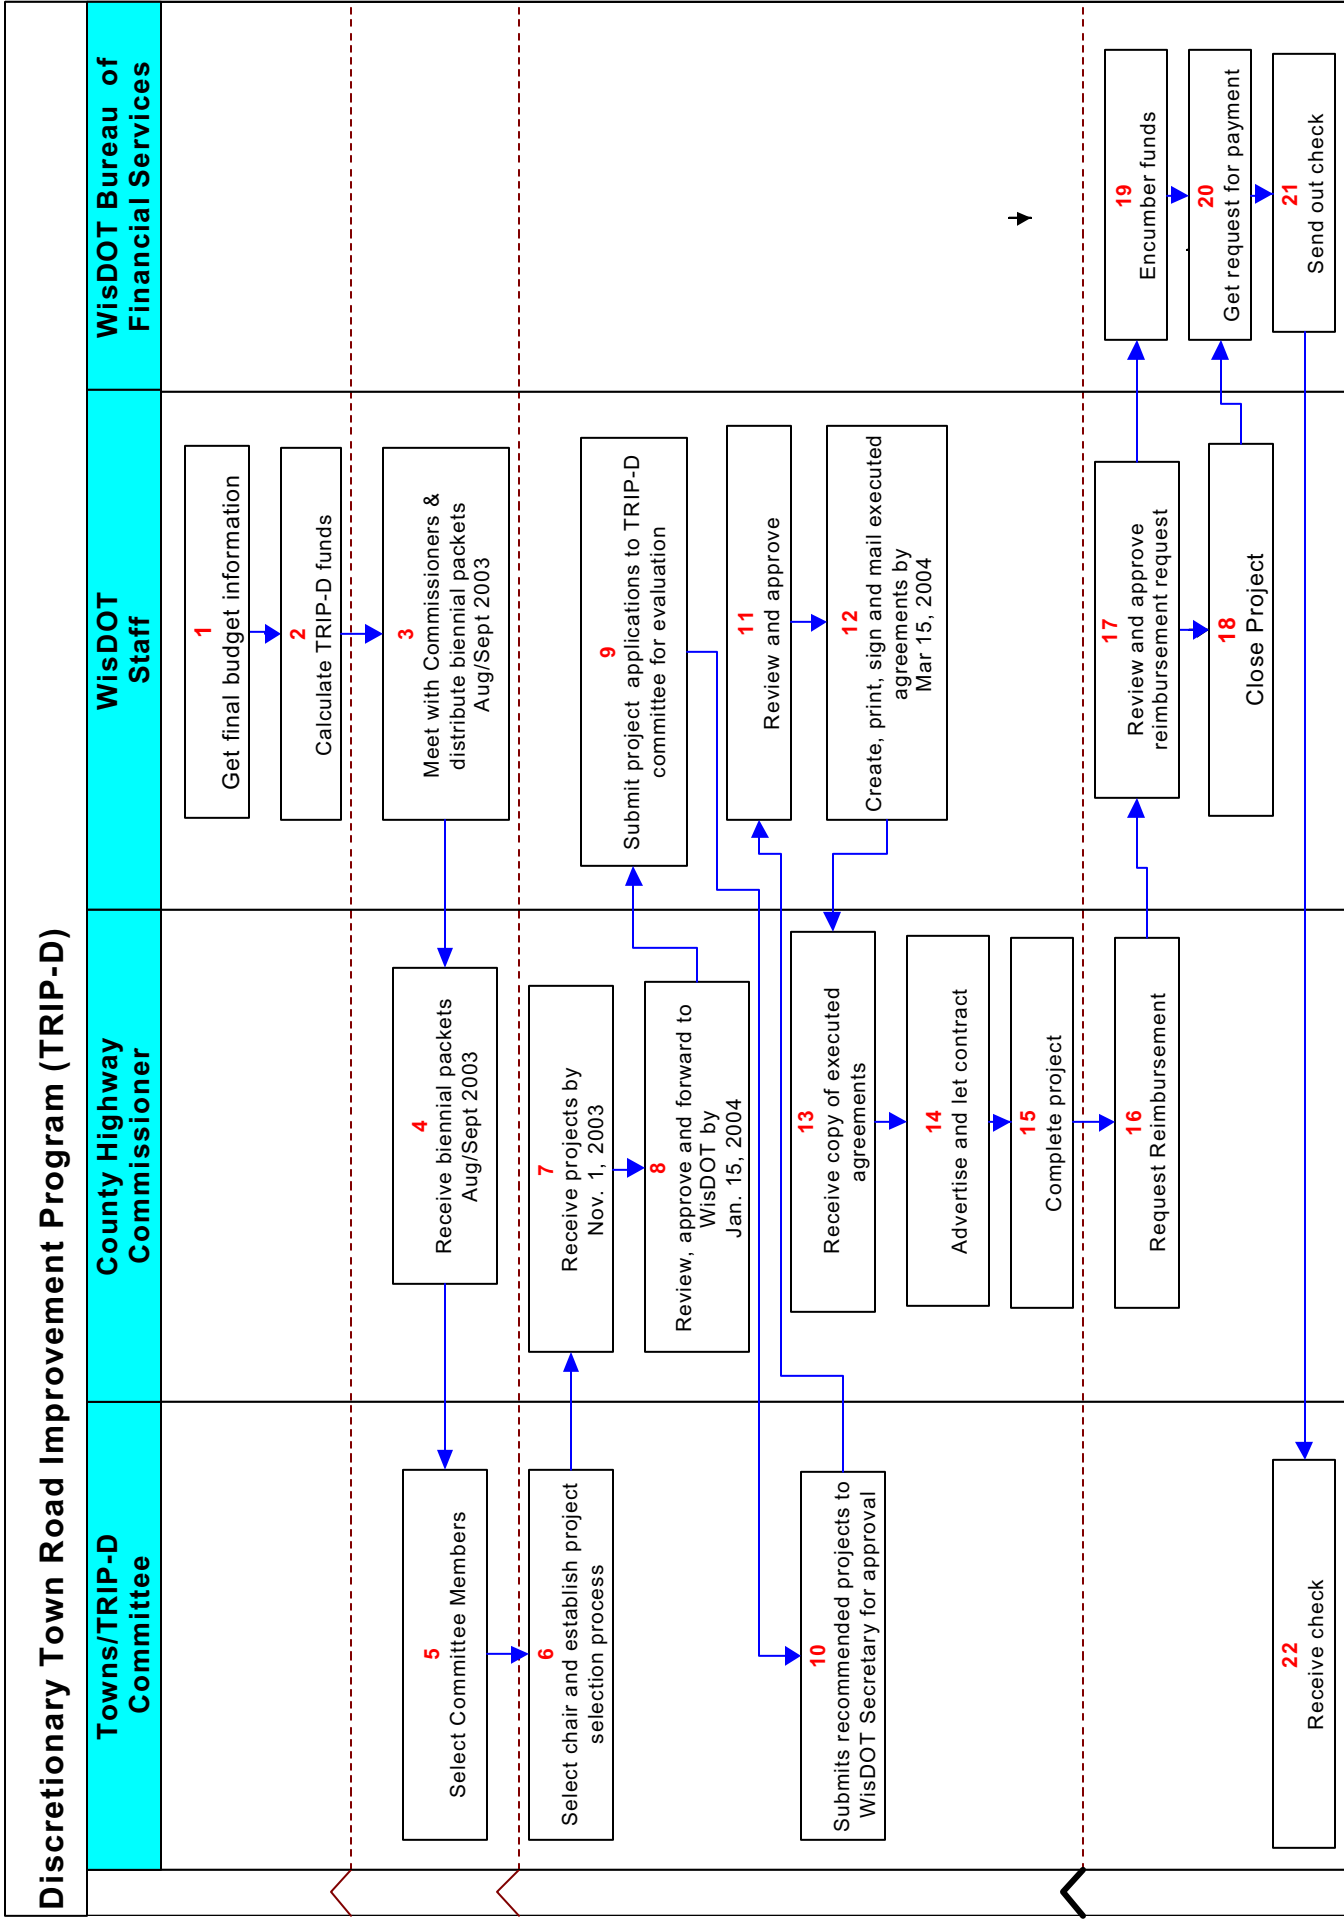 Discretionary Town Road Improvement Program (TRIP-D)
Towns/TRIP-D
Committee
County Highway
Commissioner
WisDOT
Staff
WisDOT Bureau of
Financial Services
1
Get final budget information
2
Calculate TRIP-D funds
3
Meet with Commissioners &
distribute biennial packets
Aug/Sept 2003
4
Receive biennial packets
Aug/Sept 2003
5
Select Committee Members
6
Select chair and establish project
selection process
7
Receive projects by
Nov. 1, 2003
8
Review, approve and forward to
WisDOT by
Jan. 15, 2004
9
Submit project applications to TRIP-D
committee for evaluation
10
Submits recommended projects to
WisDOT Secretary for approval
11
Review and approve
12
Create, print, sign and mail executed
agreements by
Mar 15, 2004
13
Receive copy of executed
agreements
14
Advertise and let contract
15
Complete project
16
Request Reimbursement
17
Review and approve
reimbursement request
18
Close Project
19
Encumber funds
20
Get request for payment
21
Send out check
22
Receive check